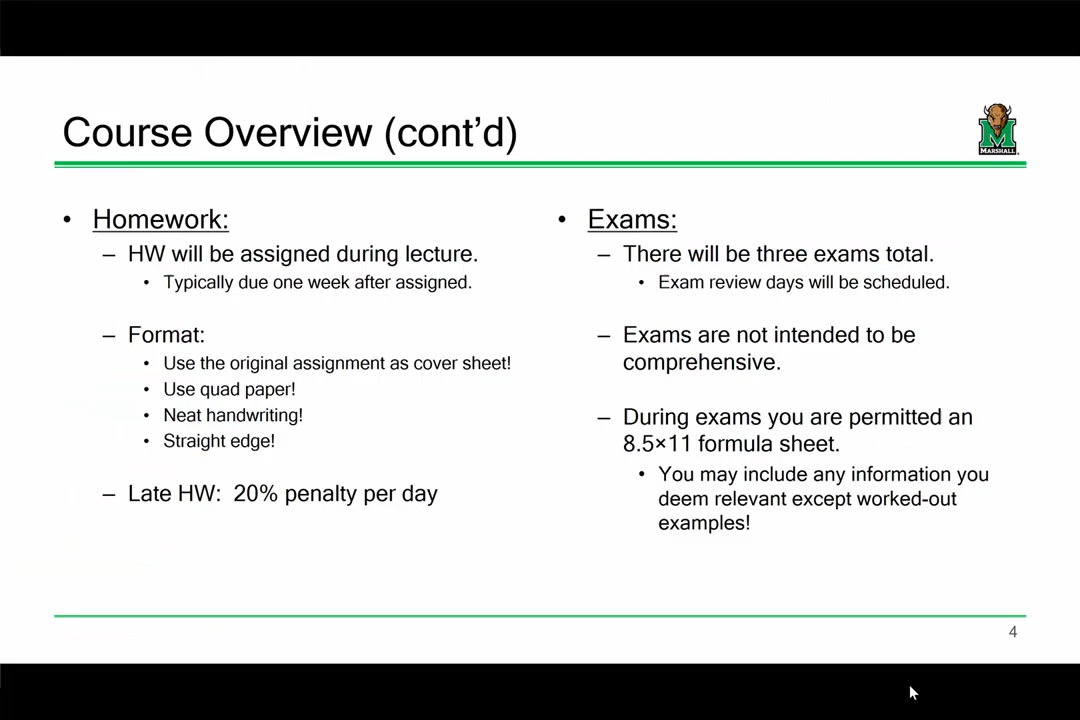 Course Overview (cont'd)
MARSHALL
• Homework:
– HW will be assigned during lecture.
• Typically due one week after assigned.
– Format:
• Use the original assignment as cover sheet!
• Use quad paper!
• Neat handwriting!
• Straight edge!
– Late HW:  20% penalty per day
• Exams:
– There will be three exams total.
• Exam review days will be scheduled.
– Exams are not intended to be
comprehensive.
– During exams you are permitted an
8.5×11 formula sheet.
• You may include any information you
deem relevant except worked-out
examples!
4